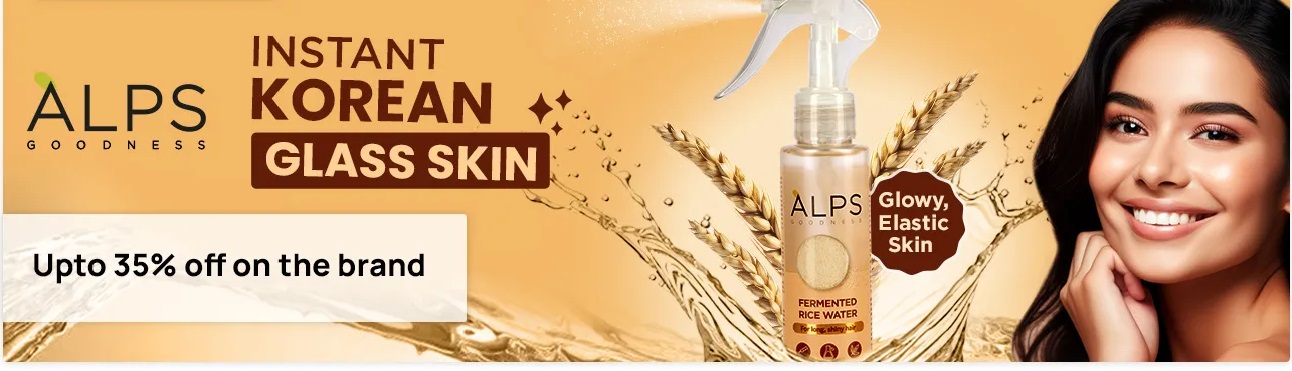 ALPS
GOODNESS
INSTANT
KOREAN
GLASS SKIN
Upto 35% off on the brand
ALPS
GOODNESS
FERMENTED
RICE WATER
For long, shiny hair
Glowy,
Elastic
Skin